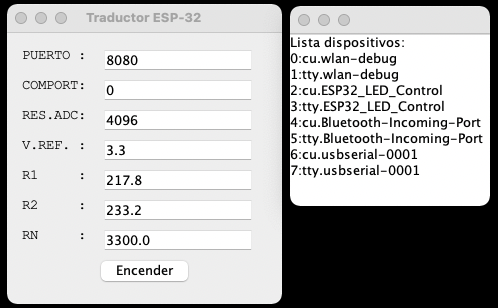 Traductor ESP-32
PUERTO : 8080
COMPORT: 0
RES.ADC: 4096
V.REF. : 3.3
R1 : 217.8
R2 : 233.2
RN : 3300.0
Encender
Lista dispositivos:
0:cu.wlan-debug
1:tty.wlan-debug
2:cu.ESP32_LED_Control
3:tty.ESP32_LED_Control
4:cu.Bluetooth-Incoming-Port
5:tty.Bluetooth-Incoming-Port
6:cu.usbserial-0001
7:tty.usbserial-0001